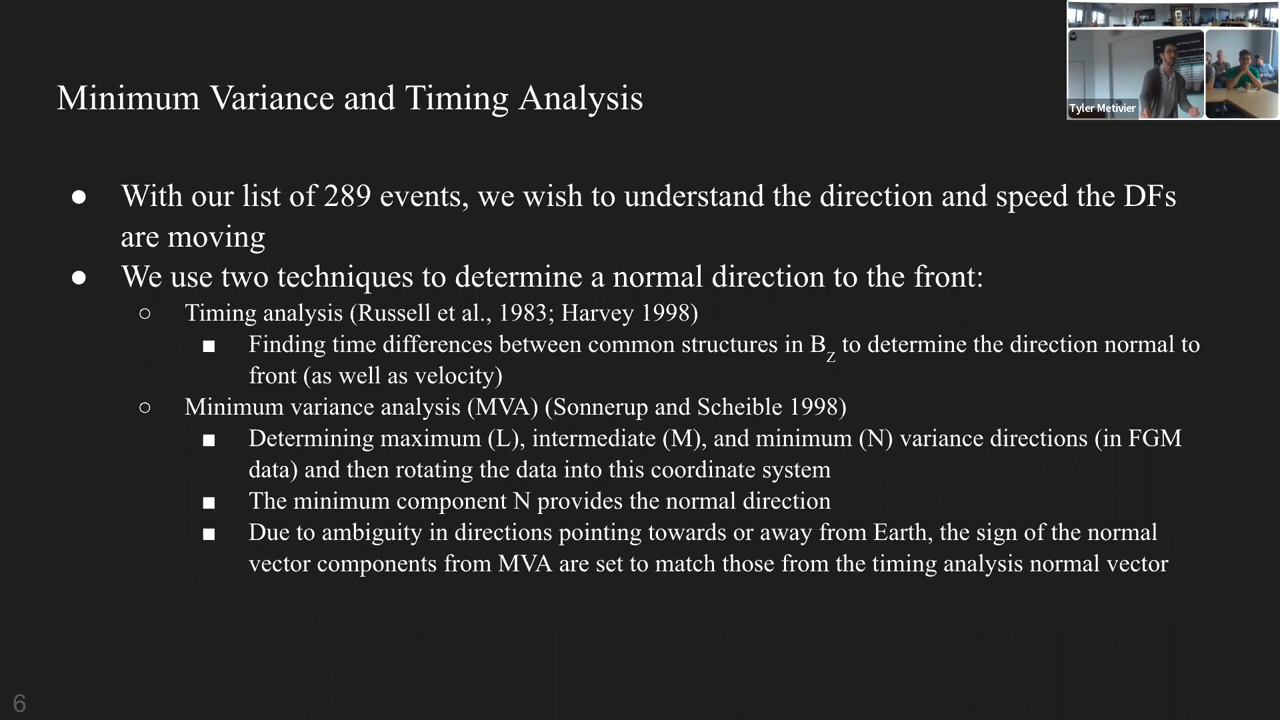 Tyler Metivier
Minimum Variance and Timing Analysis
● With our list of 289 events, we wish to understand the direction and speed the DFs
are moving
● We use two techniques to determine a normal direction to the front:
○ Timing analysis (Russell et al., 1983; Harvey 1998)
■ Finding time differences between common structures in B_Z to determine the direction normal to
front (as well as velocity)
○ Minimum variance analysis (MVA) (Sonnerup and Scheible 1998)
■ Determining maximum (L), intermediate (M), and minimum (N) variance directions (in FGM
data) and then rotating the data into this coordinate system
■ The minimum component N provides the normal direction
■ Due to ambiguity in directions pointing towards or away from Earth, the sign of the normal
vector components from MVA are set to match those from the timing analysis normal vector
6